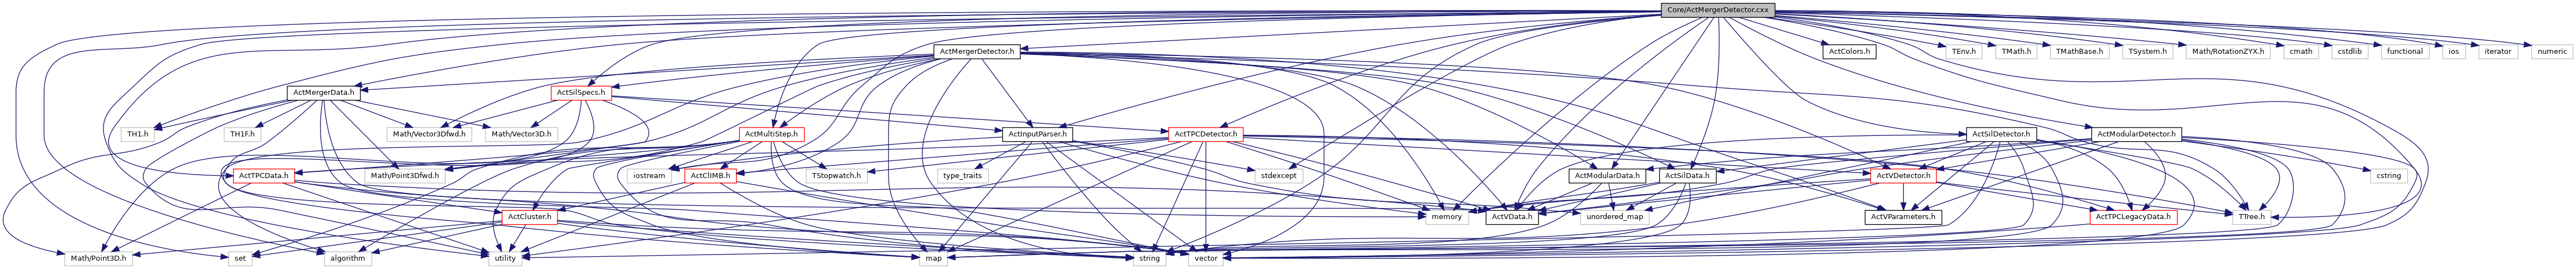 Core/ActMergerDetector.cxx
ActMergerDetector.h
ActColors.h
TEnv.h
TMath.h
TMathBase.h
TSystem.h
Math/RotationZYX.h
cmath
cstdlib
functional
ios
iterator
numeric
ActMergerData.h
ActSilSpecs.h
TH1.h
TH1F.h
Math/Vector3Dfwd.h
Math/Vector3D.h
ActMultiStep.h
ActInputParser.h
ActTPCDetector.h
ActSilDetector.h
ActModularDetector.h
ActTPCData.h
Math/Point3Dfwd.h
iostream
ActClIMB.h
TStopwatch.h
type_traits
stdexcept
ActModularData.h
ActSilData.h
ActVDetector.h
cstring
ActCluster.h
memory
ActVData.h
unordered_map
ActVParameters.h
ActTPCLegacyData.h
TTree.h
Math/Point3D.h
set
algorithm
utility
map
string
vector